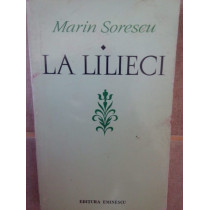 Marin Sorescu
LA LILIECI
EDITURA EMINESCU